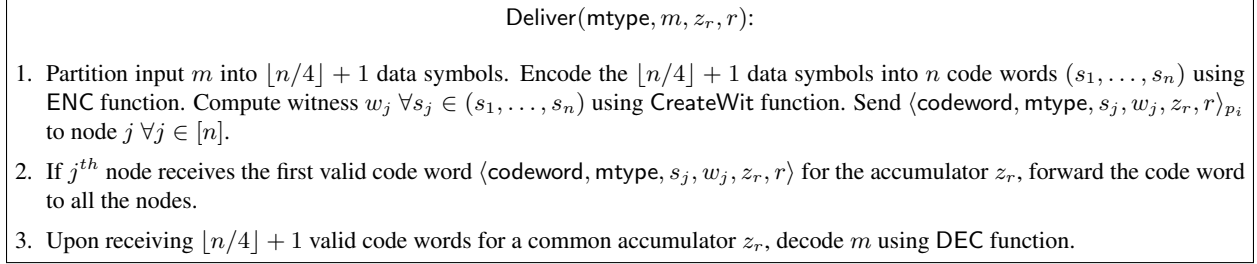 Deliver(mtype, m, z_r, r):
1. Partition input m into ⌊n/4⌋ + 1 data symbols. Encode the ⌊n/4⌋ + 1 data symbols into n code words (s_1, . . . , s_n) using
ENC function. Compute witness w_j ∀s_j ∈ (s_1, . . . , s_n) using CreateWit function. Send ⟨codeword, mtype, s_j, w_j, z_r, r⟩_{p_i}
to node j ∀j ∈ [n].
2. If j^{th} node receives the first valid code word ⟨codeword, mtype, s_j, w_j, z_r, r⟩ for the accumulator z_r, forward the code word
to all the nodes.
3. Upon receiving ⌊n/4⌋ + 1 valid code words for a common accumulator z_r, decode m using DEC function.